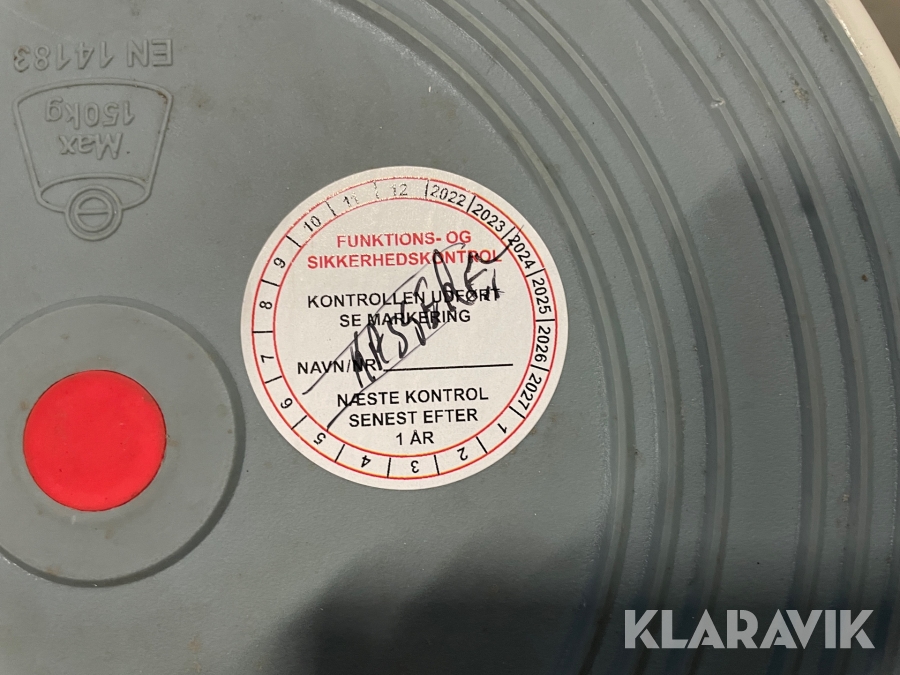 EN 14183
Max
150kg
FUNKTIONS- OG
SIKKERHEDSKONTROL
KONTROLLEN UDFØRT
SE MARKERING
NAVN/NR.
NÆSTE KONTROL
SENEST EFTER
1 ÅR
1 2 3 4 5 6 7 8 9 10 11 12 2022 2023 2024 2025 2026 2027
KLARAVIK